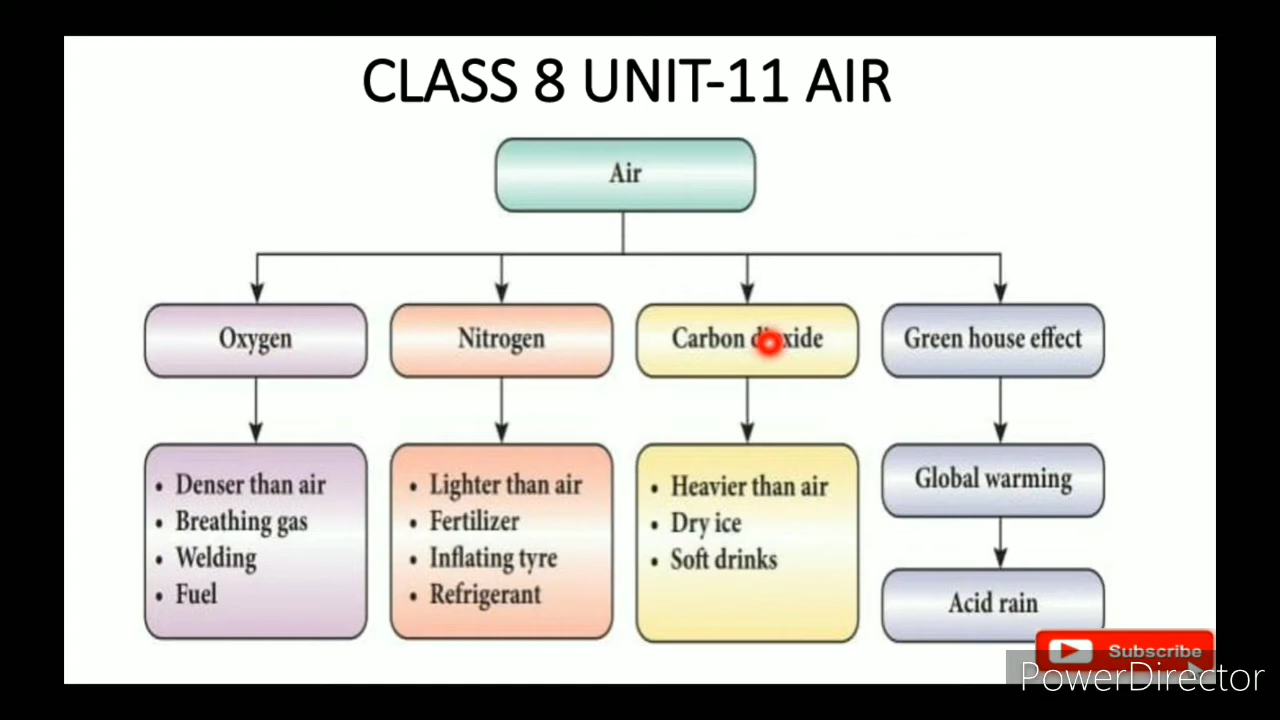 CLASS 8 UNIT-11 AIR
Air
Oxygen
Nitrogen
Carbon dioxide
Green house effect
• Denser than air
• Breathing gas
• Welding
• Fuel
• Lighter than air
• Fertilizer
• Inflating tyre
• Refrigerant
• Heavier than air
• Dry ice
• Soft drinks
Global warming
Acid rain
Subscribe
PowerDirector